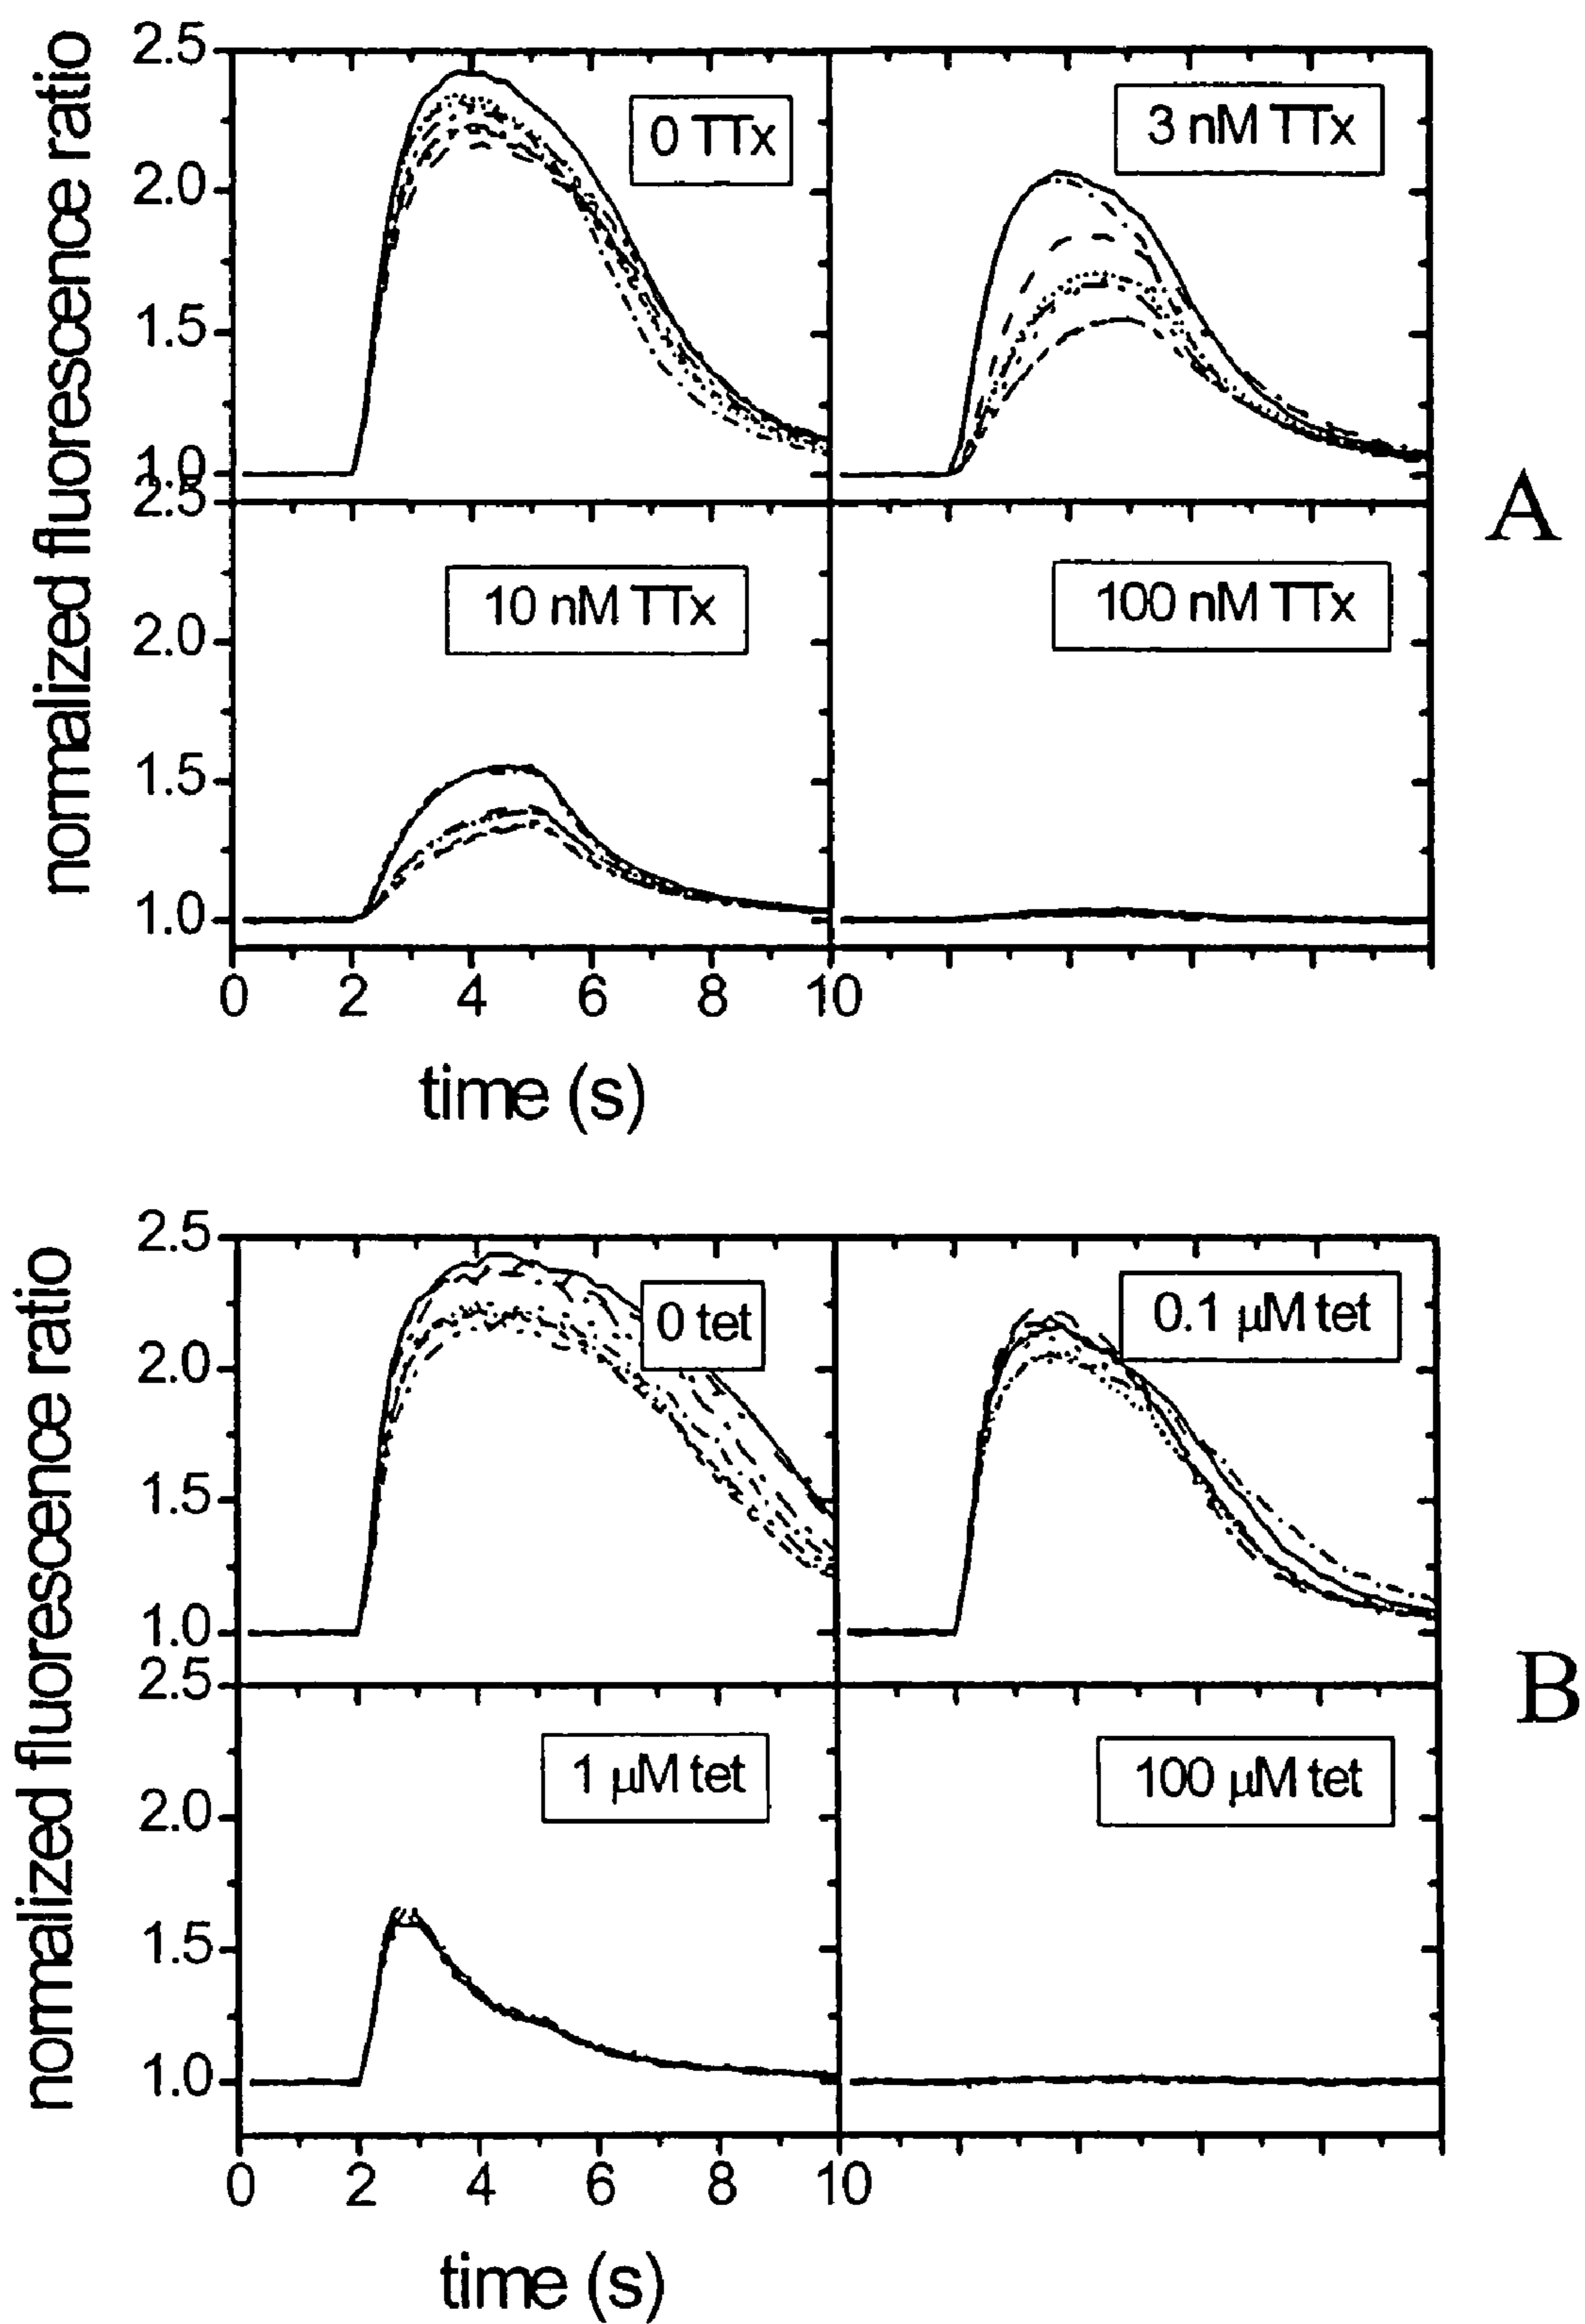 normalized fluorescence ratio
2.5
2.0
1.5
1.0
0 TTx
3 nM TTx
A
2.5
2.0
1.5
1.0
10 nM TTx
100 nM TTx
0 2 4 6 8 10
time (s)
normalized fluorescence ratio
2.5
2.0
1.5
1.0
0 tet
0.1 µM tet
B
2.5
2.0
1.5
1.0
1 µM tet
100 µM tet
0 2 4 6 8 10
time (s)